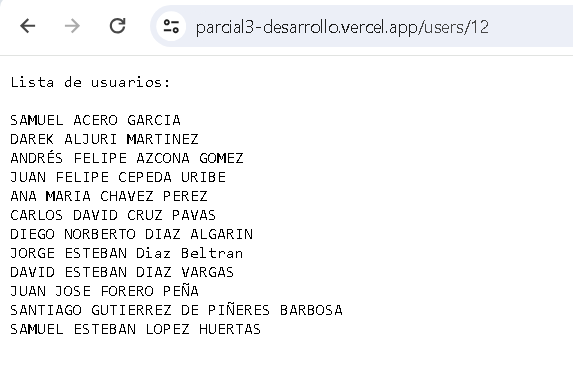 parcial3-desarrollo.vercel.app/users/12
Lista de usuarios:
SAMUEL ACERO GARCIA
DAREK ALJURI MARTINEZ
ANDRÉS FELIPE AZCONA GOMEZ
JUAN FELIPE CEPEDA URIBE
ANA MARIA CHAVEZ PEREZ
CARLOS DAVID CRUZ PAVAS
DIEGO NORBERTO DIAZ ALGARIN
JORGE ESTEBAN Diaz Beltran
DAVID ESTEBAN DIAZ VARGAS
JUAN JOSE FORERO PEÑA
SANTIAGO GUTIERREZ DE PIÑERES BARBOSA
SAMUEL ESTEBAN LOPEZ HUERTAS